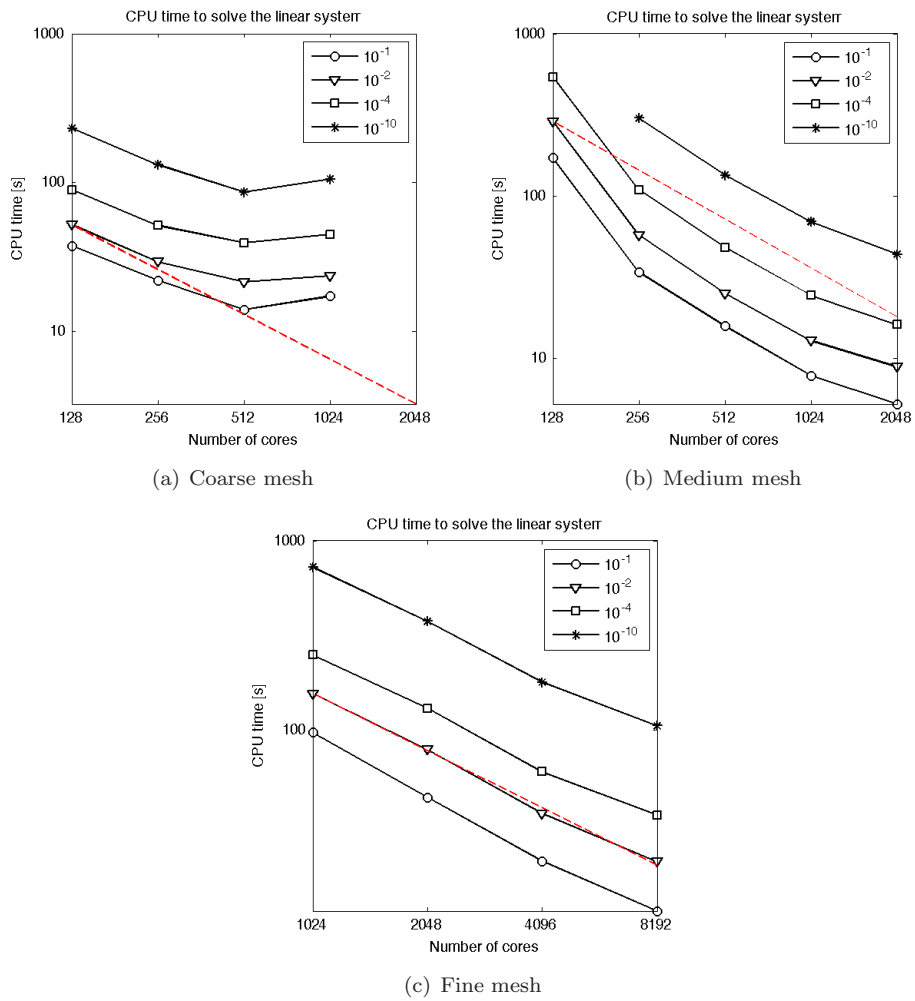 CPU time to solve the linear systerr
1000
100
10
CPU time [s]
10^-1
10^-2
10^-4
10^-10
128 256 512 1024 2048
Number of cores
(a) Coarse mesh
CPU time to solve the linear systerr
1000
100
10
CPU time [s]
10^-1
10^-2
10^-4
10^-10
128 256 512 1024 2048
Number of cores
(b) Medium mesh
CPU time to solve the linear systerr
1000
100
CPU time [s]
10^-1
10^-2
10^-4
10^-10
1024 2048 4096 8192
Number of cores
(c) Fine mesh